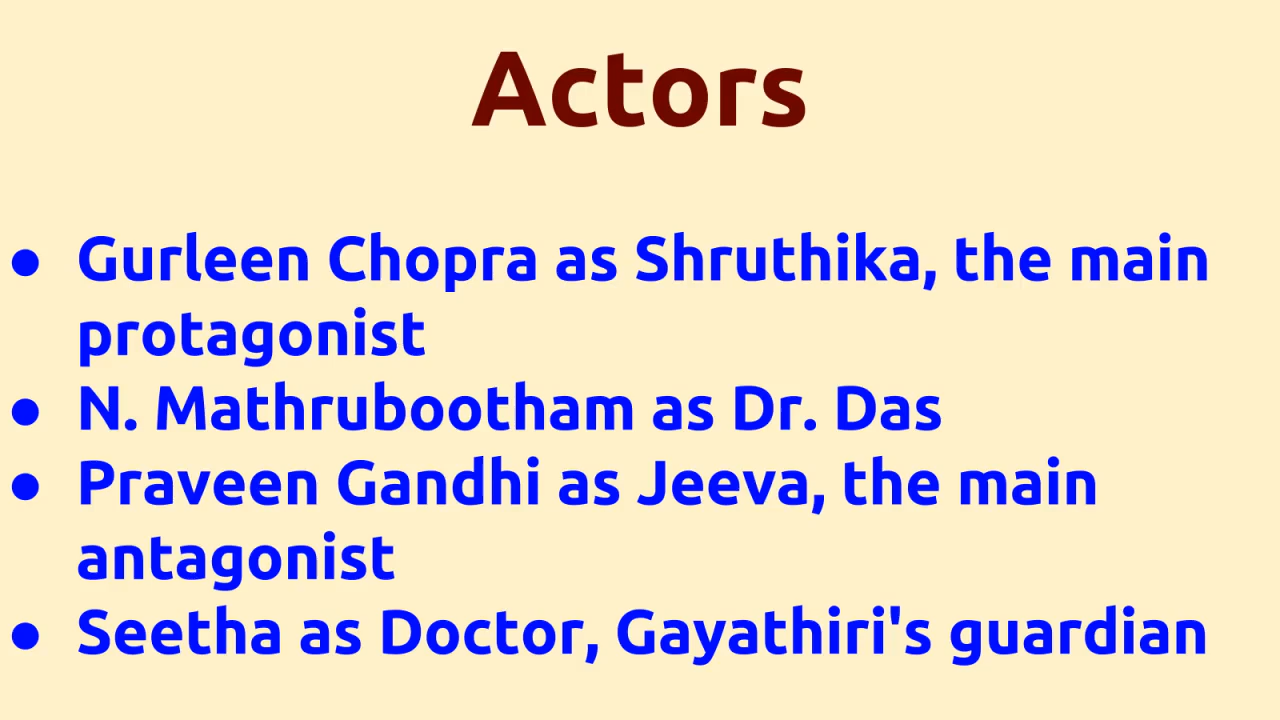 Actors
● Gurleen Chopra as Shruthika, the main
protagonist
● N. Mathrubootham as Dr. Das
● Praveen Gandhi as Jeeva, the main
antagonist
● Seetha as Doctor, Gayathiri's guardian